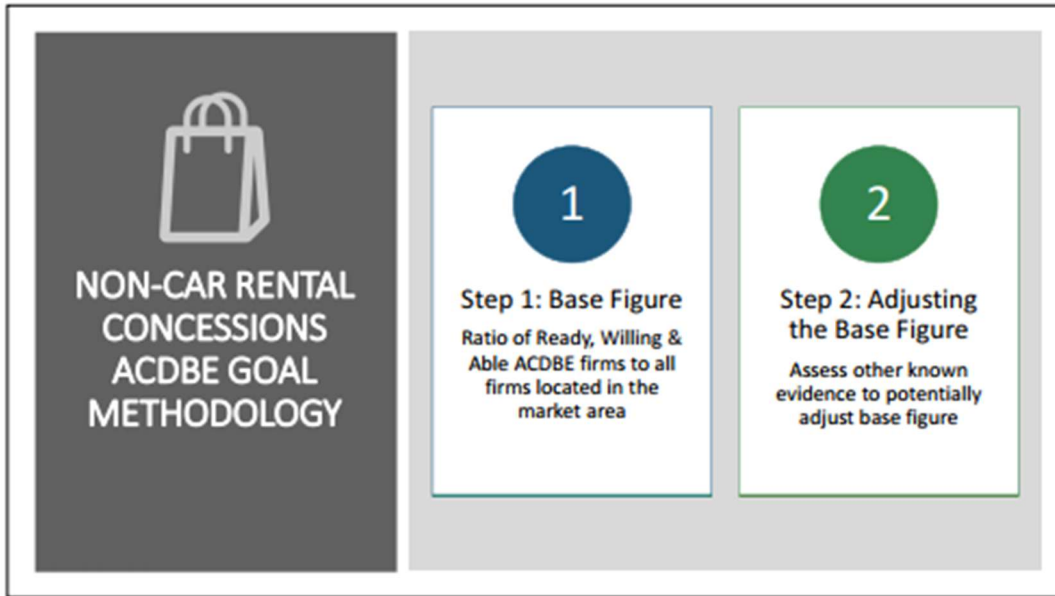 NON-CAR RENTAL
CONCESSIONS
ACDBE GOAL
METHODOLOGY
1
Step 1: Base Figure
Ratio of Ready, Willing &
Able ACDBE firms to all
firms located in the
market area
2
Step 2: Adjusting
the Base Figure
Assess other known
evidence to potentially
adjust base figure